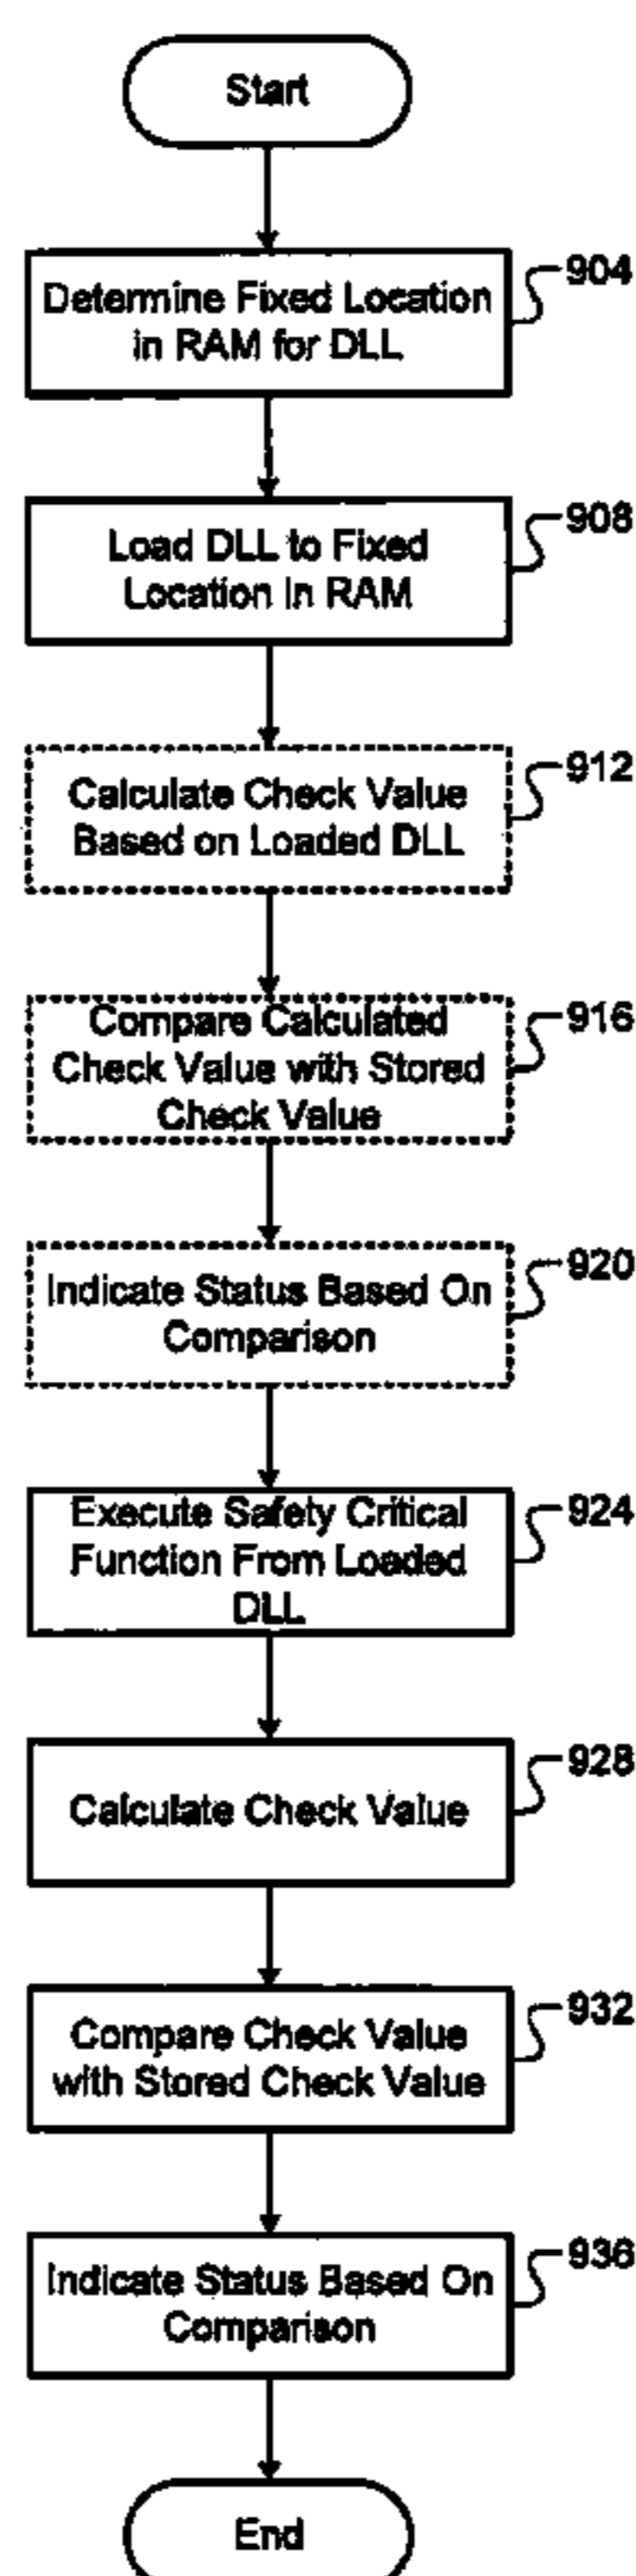 Start
Determine Fixed Location
in RAM for DLL
904
Load DLL to Fixed
Location in RAM
908
Calculate Check Value
Based on Loaded DLL
912
Compare Calculated
Check Value with Stored
Check Value
916
Indicate Status Based On
Comparison
920
Execute Safety Critical
Function From Loaded
DLL
924
Calculate Check Value
928
Compare Check Value
with Stored Check Value
932
Indicate Status Based On
Comparison
936
End